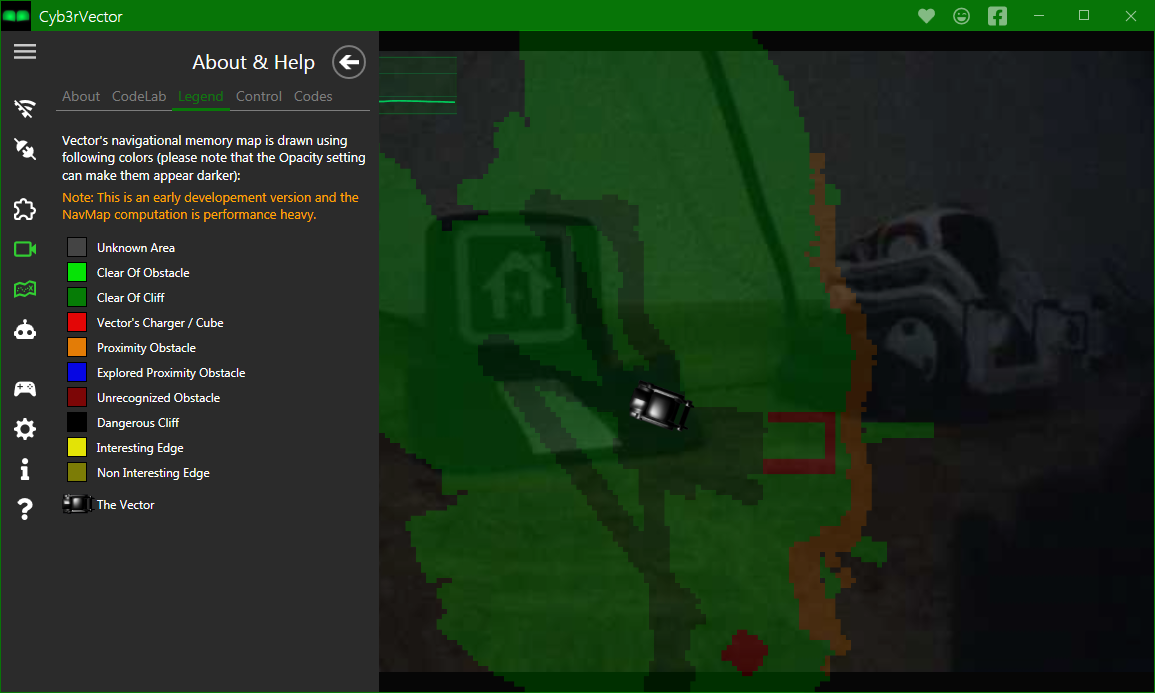 Cyb3rVector
About & Help
About CodeLab Legend Control Codes
Vector's navigational memory map is drawn using
following colors (please note that the Opacity setting
can make them appear darker):
Note: This is an early developement version and the
NavMap computation is performance heavy.
Unknown Area
Clear Of Obstacle
Clear Of Cliff
Vector's Charger / Cube
Proximity Obstacle
Explored Proximity Obstacle
Unrecognized Obstacle
Dangerous Cliff
Interesting Edge
Non Interesting Edge
The Vector